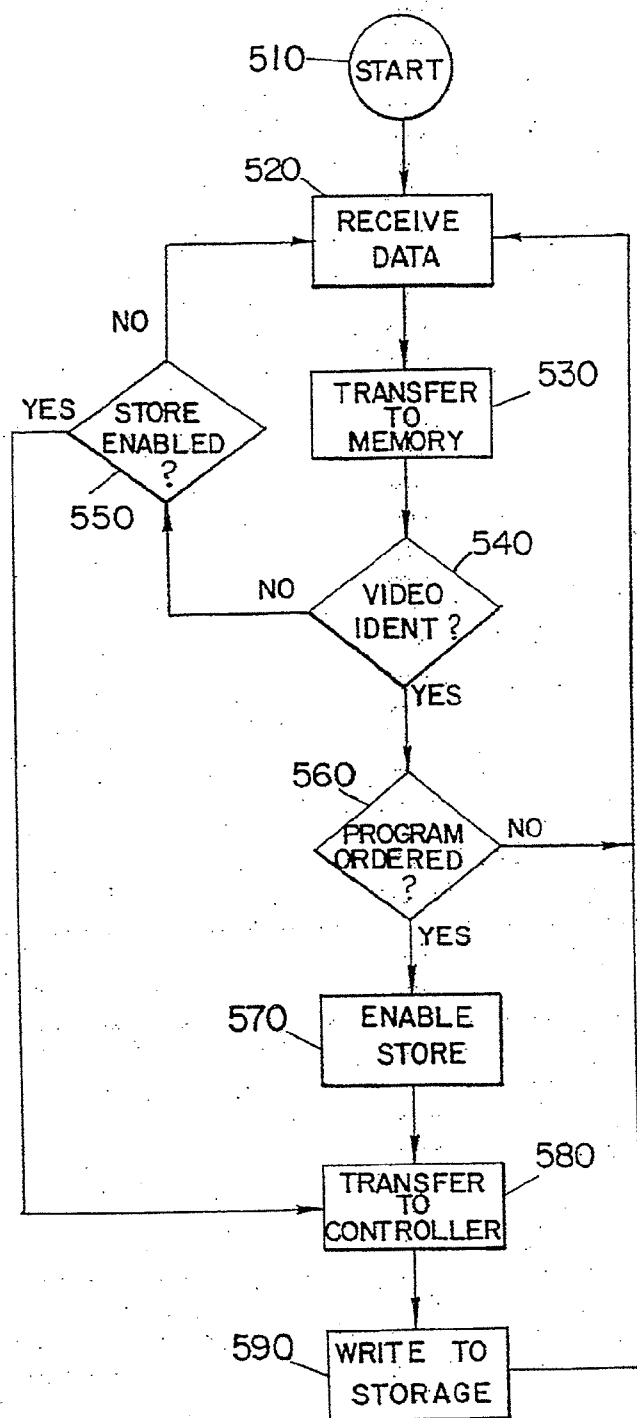 510
START
520
RECEIVE
DATA
NO
530
TRANSFER
TO
MEMORY
YES
STORE
ENABLED
?
550
540
NO
VIDEO
IDENT ?
YES
560
PROGRAM
ORDERED
?
NO
YES
570
ENABLE
STORE
580
TRANSFER
TO
CONTROLLER
590
WRITE TO
STORAGE